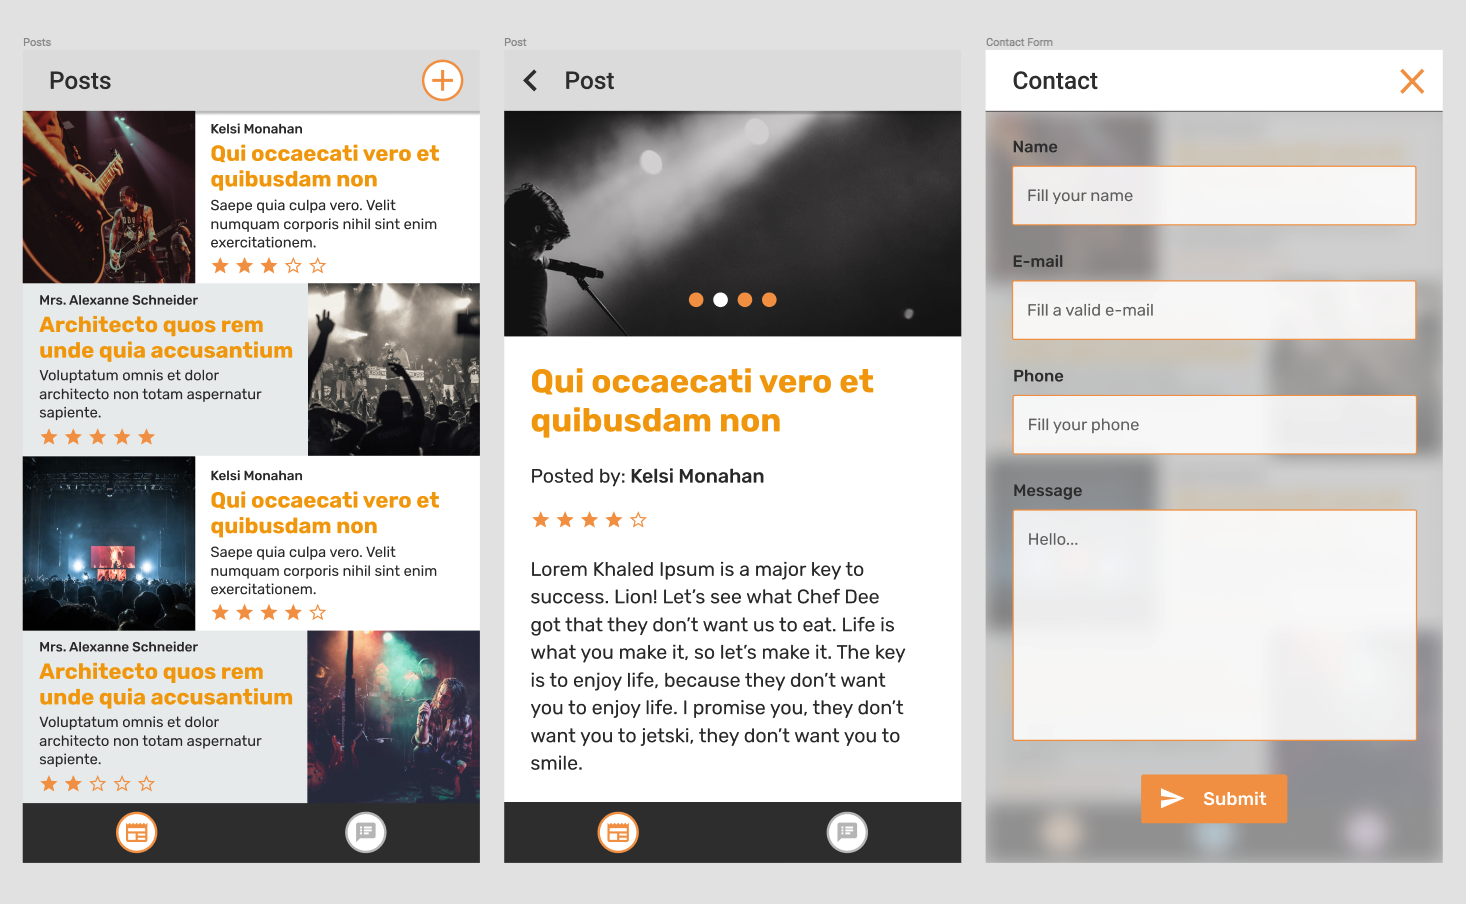 Posts
Posts
Kelsi Monahan
Qui occaecati vero et
quibusdam non
Saepe quia culpa vero. Velit
numquam corporis nihil sint enim
exercitationem.
Mrs. Alexanne Schneider
Architecto quos rem
unde quia accusantium
Voluptatum omnis et dolor
architecto non totam aspernatur
sapiente.
Kelsi Monahan
Qui occaecati vero et
quibusdam non
Saepe quia culpa vero. Velit
numquam corporis nihil sint enim
exercitationem.
Mrs. Alexanne Schneider
Architecto quos rem
unde quia accusantium
Voluptatum omnis et dolor
architecto non totam aspernatur
sapiente.
Post
Post
Qui occaecati vero et
quibusdam non
Posted by: Kelsi Monahan
Lorem Khaled Ipsum is a major key to
success. Lion! Let’s see what Chef Dee
got that they don’t want us to eat. Life is
what you make it, so let’s make it. The key
is to enjoy life, because they don’t want
you to enjoy life. I promise you, they don’t
want you to jetski, they don’t want you to
smile.
Contact Form
Contact
Name
Fill your name
E-mail
Fill a valid e-mail
Phone
Fill your phone
Message
Hello...
Submit